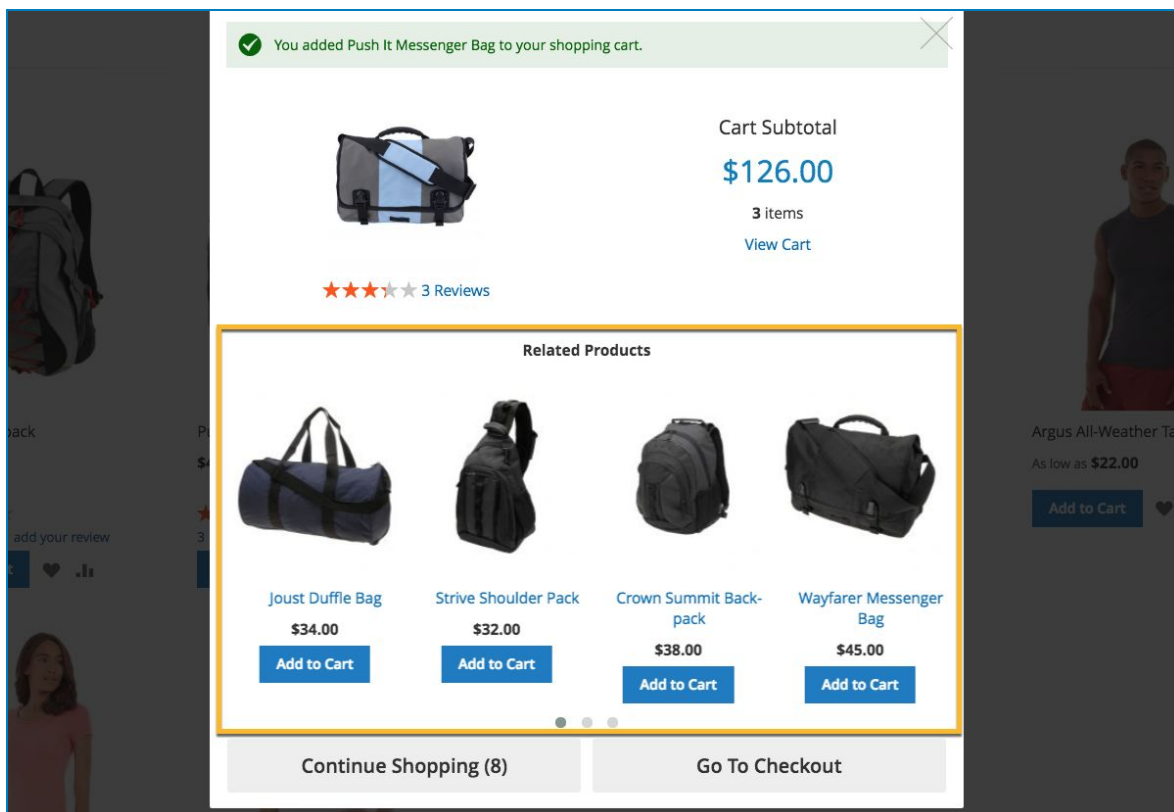 You added Push It Messenger Bag to your shopping cart.
Cart Subtotal
$126.00
3 items
View Cart
3 Reviews
Related Products
Joust Duffle Bag
$34.00
Add to Cart
Strive Shoulder Pack
$32.00
Add to Cart
Crown Summit Back-
pack
$38.00
Add to Cart
Wayfarer Messenger
Bag
$45.00
Add to Cart
Continue Shopping (8)
Go To Checkout
add your review
3
Argus All-Weather
As low as $22.00
Add to Cart